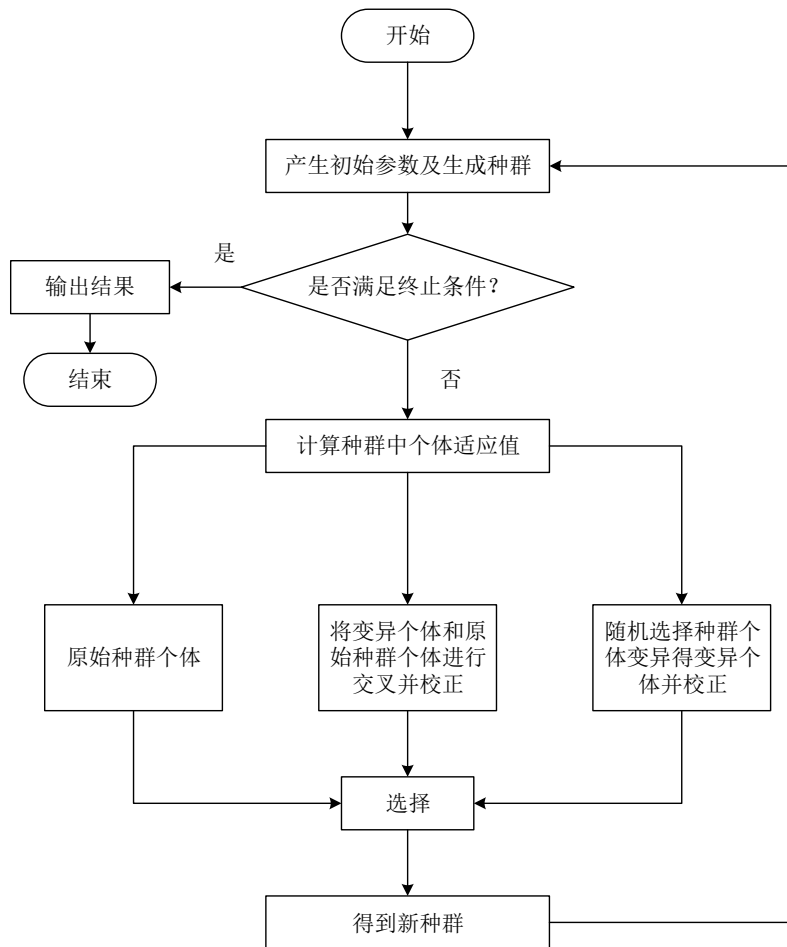 开始
产生初始参数及生成种群
是
是否满足终止条件？
输出结果
结束
否
计算种群中个体适应值
原始种群个体
将变异个体和原
始种群个体进行
交叉并校正
随机选择种群个
体变异得变异个
体并校正
选择
得到新种群